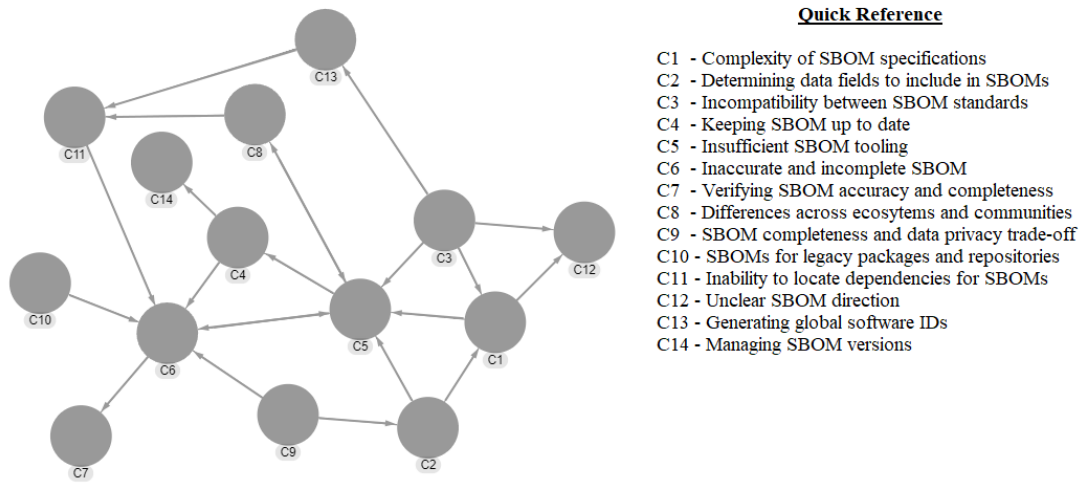 Quick Reference
C1 - Complexity of SBOM specifications
C2 - Determining data fields to include in SBOMs
C3 - Incompatibility between SBOM standards
C4 - Keeping SBOM up to date
C5 - Insufficient SBOM tooling
C6 - Inaccurate and incomplete SBOM
C7 - Verifying SBOM accuracy and completeness
C8 - Differences across ecosytems and communities
C9 - SBOM completeness and data privacy trade-off
C10 - SBOMs for legacy packages and repositories
C11 - Inability to locate dependencies for SBOMs
C12 - Unclear SBOM direction
C13 - Generating global software IDs
C14 - Managing SBOM versions
C13
C11
C8
C14
C3
C12
C4
C10
C5
C1
C6
C9
C2
C7